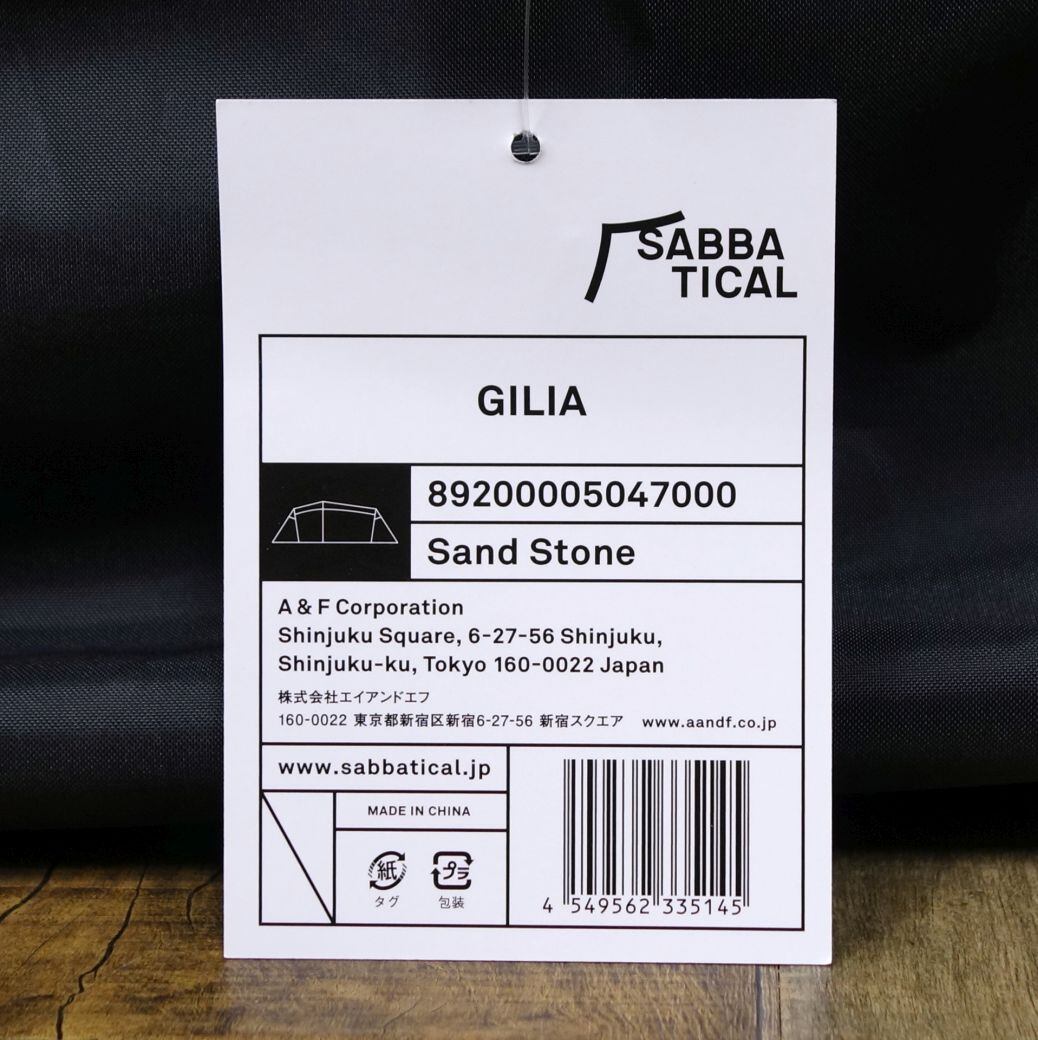 SABBA
TICAL
GILIA
89200005047000
Sand Stone
A & F Corporation
Shinjuku Square, 6-27-56 Shinjuku,
Shinjuku-ku, Tokyo 160-0022 Japan
株式会社エイアンドエフ
160-0022 東京都新宿区新宿6-27-56 新宿スクエア www.aandf.co.jp
www.sabbatical.jp
MADE IN CHINA
紙 プラ
タグ 包装
4 549562 335145